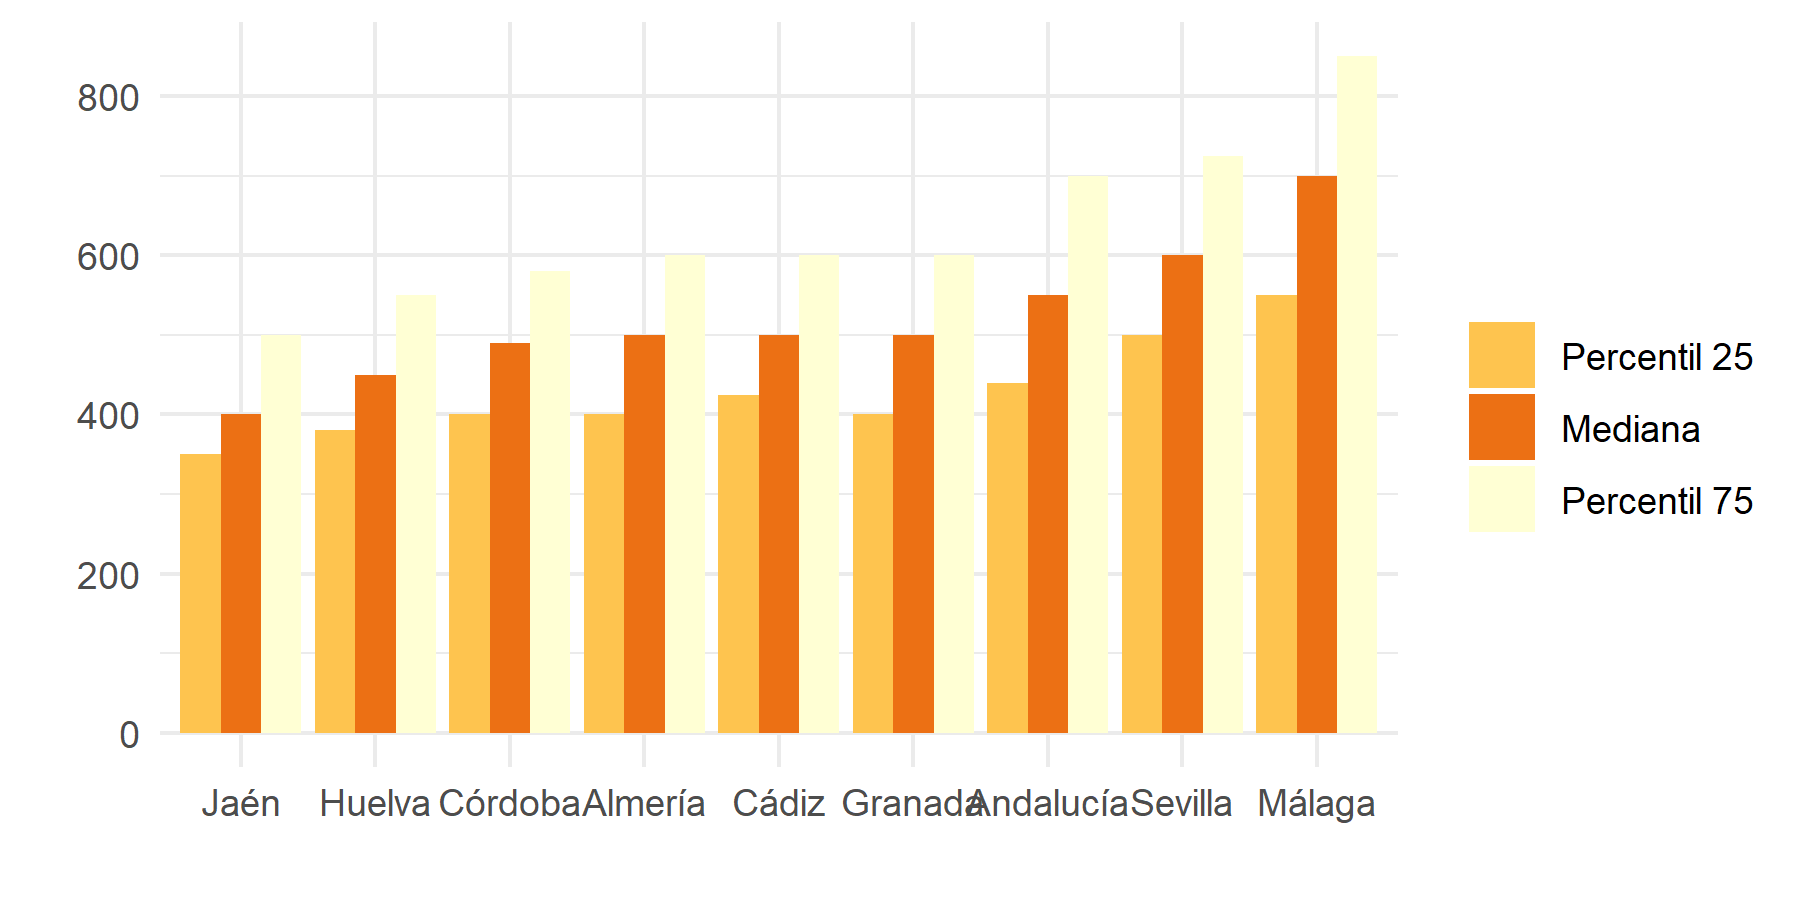 800
600
400
200
0
Jaén Huelva Córdoba Almería Cádiz Granada Andalucía Sevilla Málaga
Percentil 25
Mediana
Percentil 75